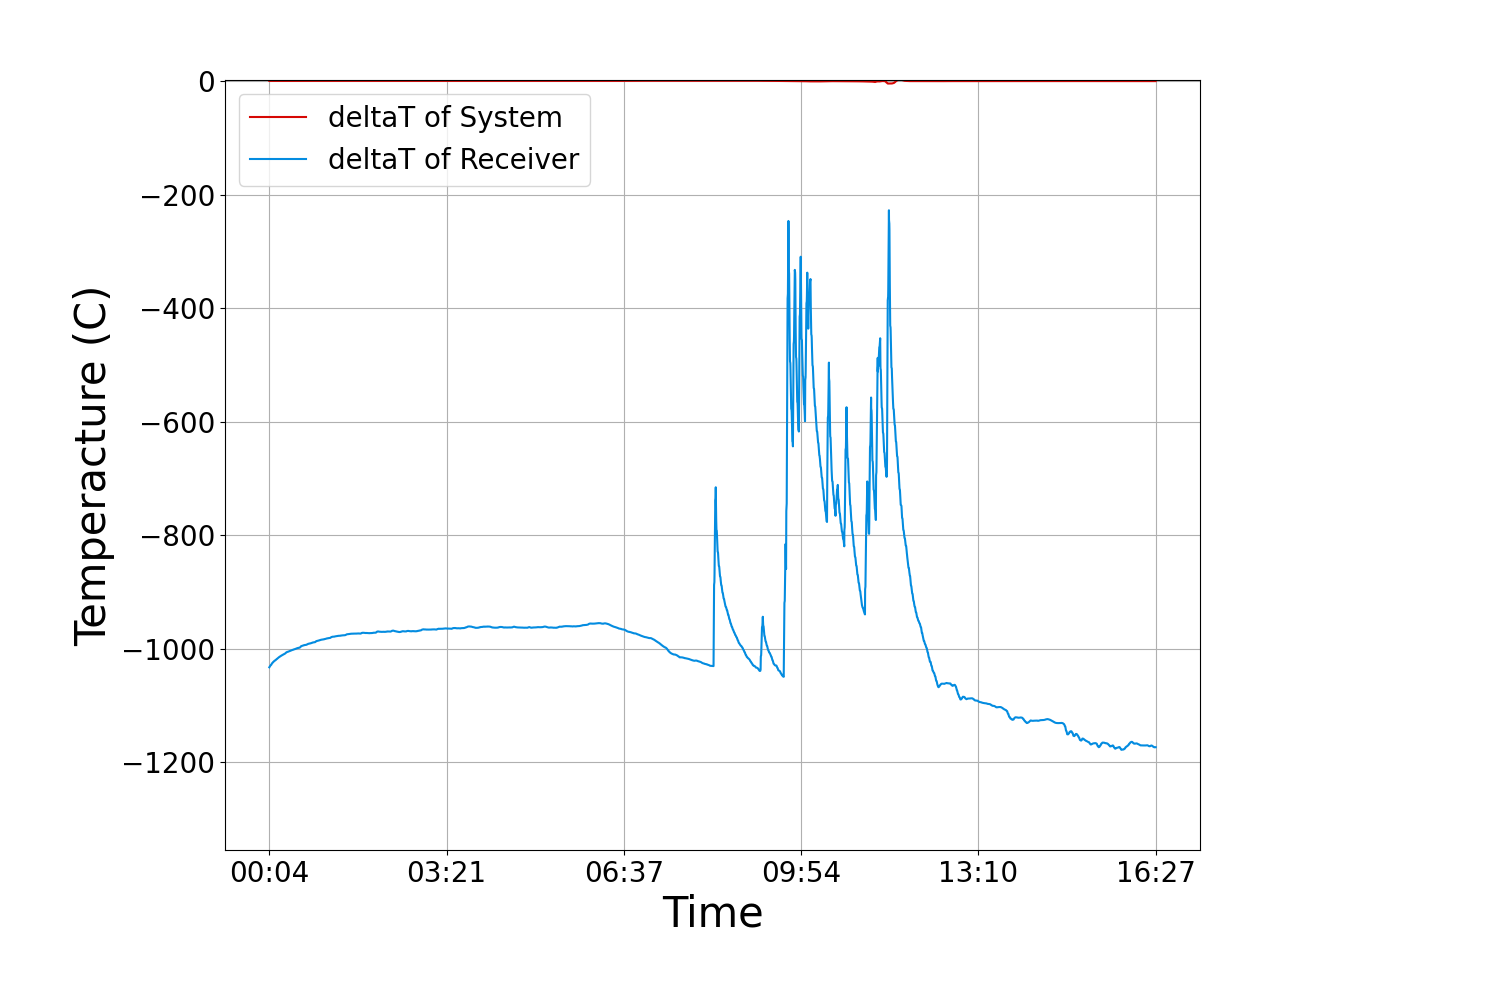 0
deltaT of System
deltaT of Receiver
−200
−400
−600
−800
−1000
−1200
Temperacture (C)
00:04 03:21 06:37 09:54 13:10 16:27
Time